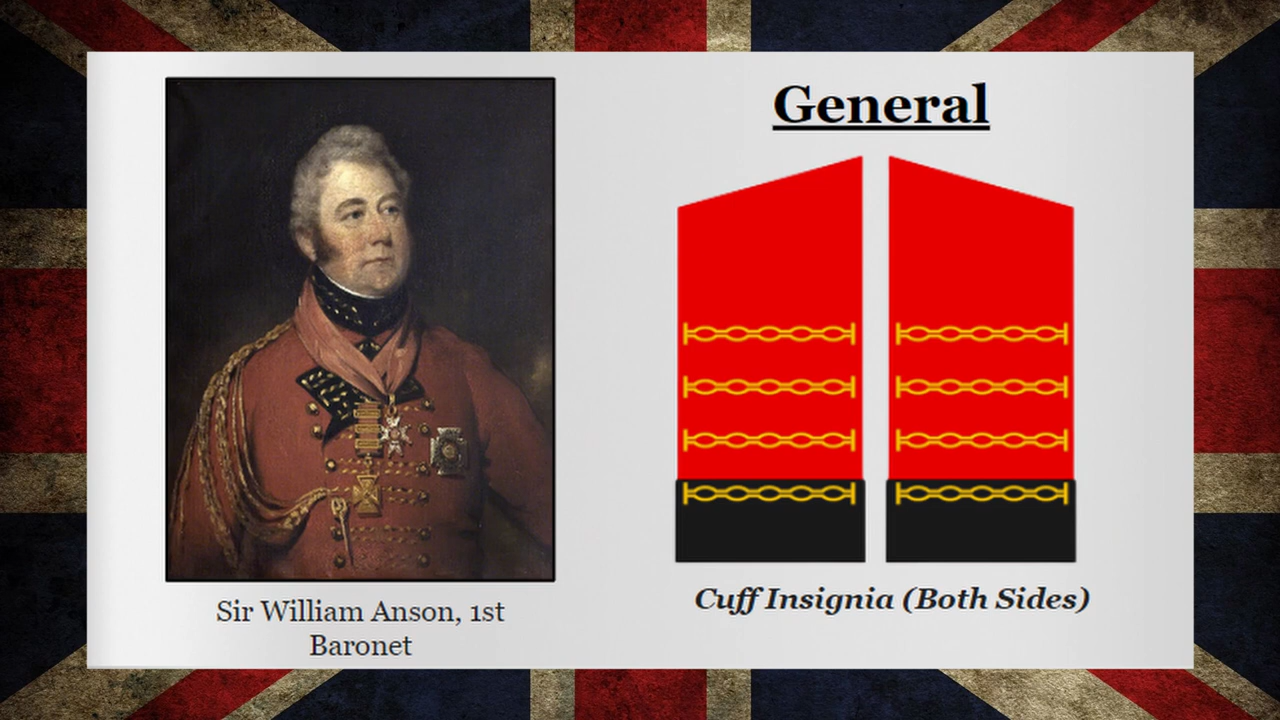 General
Sir William Anson, 1st
Baronet
Cuff Insignia (Both Sides)